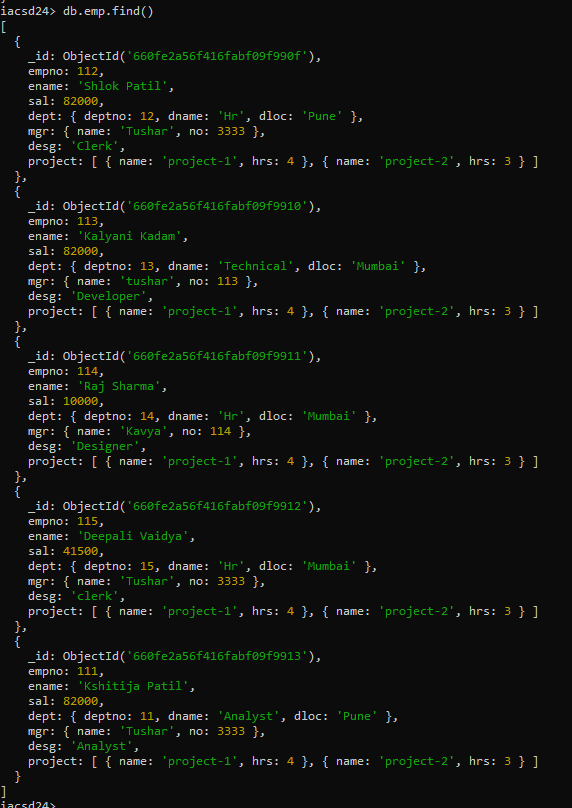 iacsd24> db.emp.find()
[
  {
    _id: ObjectId('660fe2a56f416fabf09f990f'),
    empno: 112,
    ename: 'Shlok Patil',
    sal: 82000,
    dept: { deptno: 12, dname: 'Hr', dloc: 'Pune' },
    mgr: { name: 'Tushar', no: 3333 },
    desg: 'Clerk',
    project: [ { name: 'project-1', hrs: 4 }, { name: 'project-2', hrs: 3 } ]
  },
  {
    _id: ObjectId('660fe2a56f416fabf09f9910'),
    empno: 113,
    ename: 'Kalyani Kadam',
    sal: 82000,
    dept: { deptno: 13, dname: 'Technical', dloc: 'Mumbai' },
    mgr: { name: 'tushar', no: 113 },
    desg: 'Developer',
    project: [ { name: 'project-1', hrs: 4 }, { name: 'project-2', hrs: 3 } ]
  },
  {
    _id: ObjectId('660fe2a56f416fabf09f9911'),
    empno: 114,
    ename: 'Raj Sharma',
    sal: 10000,
    dept: { deptno: 14, dname: 'Hr', dloc: 'Mumbai' },
    mgr: { name: 'Kavya', no: 114 },
    desg: 'Designer',
    project: [ { name: 'project-1', hrs: 4 }, { name: 'project-2', hrs: 3 } ]
  },
  {
    _id: ObjectId('660fe2a56f416fabf09f9912'),
    empno: 115,
    ename: 'Deepali Vaidya',
    sal: 41500,
    dept: { deptno: 15, dname: 'Hr', dloc: 'Mumbai' },
    mgr: { name: 'Tushar', no: 3333 },
    desg: 'clerk',
    project: [ { name: 'project-1', hrs: 4 }, { name: 'project-2', hrs: 3 } ]
  },
  {
    _id: ObjectId('660fe2a56f416fabf09f9913'),
    empno: 111,
    ename: 'Kshitija Patil',
    sal: 82000,
    dept: { deptno: 11, dname: 'Analyst', dloc: 'Pune' },
    mgr: { name: 'Tushar', no: 3333 },
    desg: 'Analyst',
    project: [ { name: 'project-1', hrs: 4 }, { name: 'project-2', hrs: 3 } ]
  }
]
iacsd24>